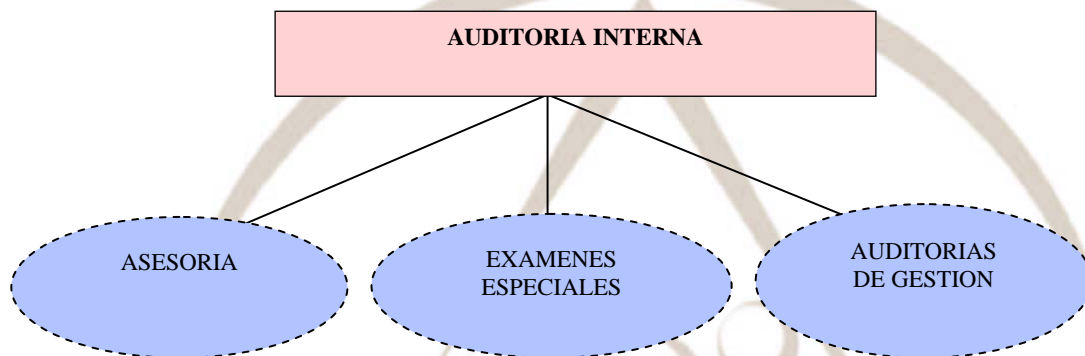 AUDITORIA INTERNA
ASESORIA
EXAMENES
ESPECIALES
AUDITORIAS
DE GESTION